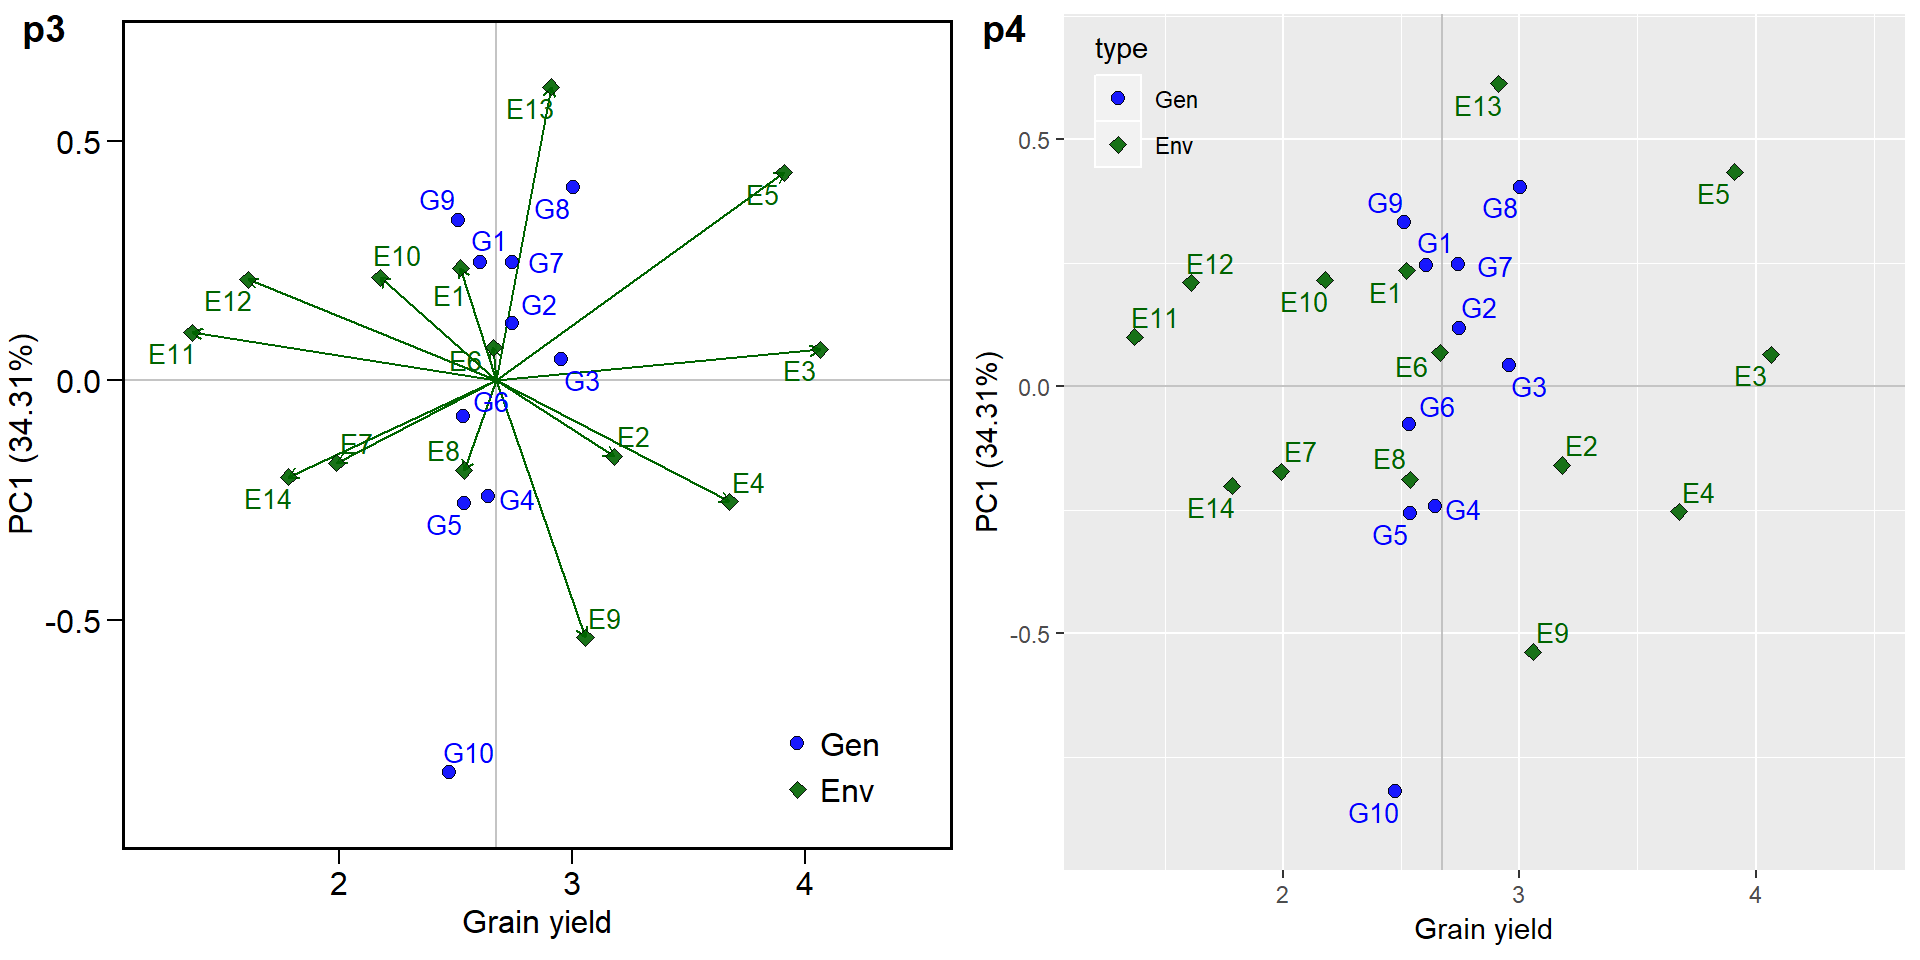 p3
E13
0.5
E5
G9
G8
G1
E10
G7
E1
E12
G2
E11
E6
0.0
G3
G6
E7
E8
E2
E14
E4
G4
G5
-0.5
E9
G10
Gen
Env
2
3
4
Grain yield
PC1 (34.31%)
p4
type
Gen
Env
E13
0.5
E5
G9
G8
G1
E12
G7
E10
E1
G2
E11
E6
E3
0.0
G3
G6
E7
E8
E2
E14
E4
G4
G5
-0.5
E9
G10
2
3
4
Grain yield
PC1 (34.31%)
E3